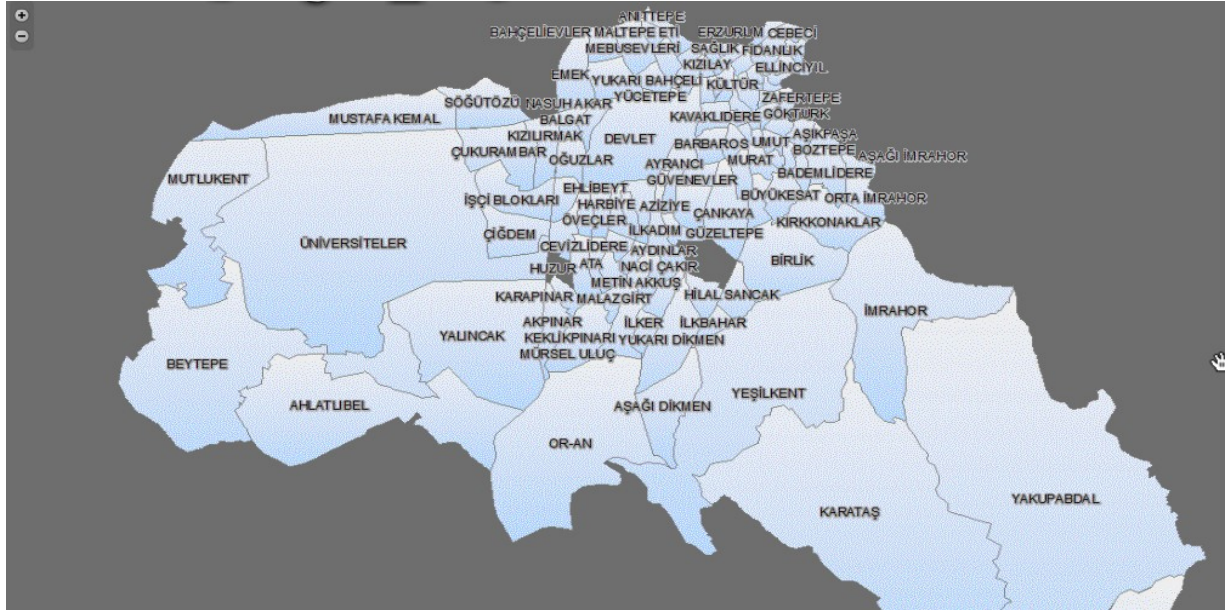 ANITTEPE
BAHÇELİEVLER MALTEPE ETİ ERZURUM CEBECİ
MEBUSEVLERİ SAĞLIK FİDANLIK
KIZILAY ELLİNCİYIL
EMEK YUKARI BAHÇELİ KÜLTÜR
YÜCETEPE ZAFERTEPE
SÖĞÜTÖZÜ NASUH AKAR
MUSTAFA KEMAL BALGAT KAVAKLIDERE GÖKTÜRK
KIZILIRMAK DEVLET BARBAROS UMUT AŞIKPAŞA
ÇUKURAMBAR OĞUZLAR BOZTEPE AŞAĞI İMRAHOR
AYRANCI MURAT
MUTLUKENT GÜVENEVLER BADEMLİDERE
EHLİBEYT
İŞÇİ BLOKLARI HARBİYE AZİZİYE BÜYÜKESAT ORTA İMRAHOR
ÖVEÇLER ÇANKAYA KIRKKONAKLAR
ÇİĞDEM İLKADIM GÜZELTEPE
ÜNİVERSİTELER CEVİZLİDERE AYDINLAR
HUZUR ATA NACİ ÇAKIR BİRLİK
METİN AKKUŞ
KARAPINAR MALAZGİRT HİLAL SANCAK
İMRAHOR
AKPINAR İLKER İLKBAHAR
YALINCAK KEKLİKPINARI YUKARI DİKMEN
MÜRSEL ULUÇ
BEYTEPE
YEŞİLKENT
AHLATLIBEL AŞAĞI DİKMEN
OR-AN
YAKUPABDAL
KARATAŞ